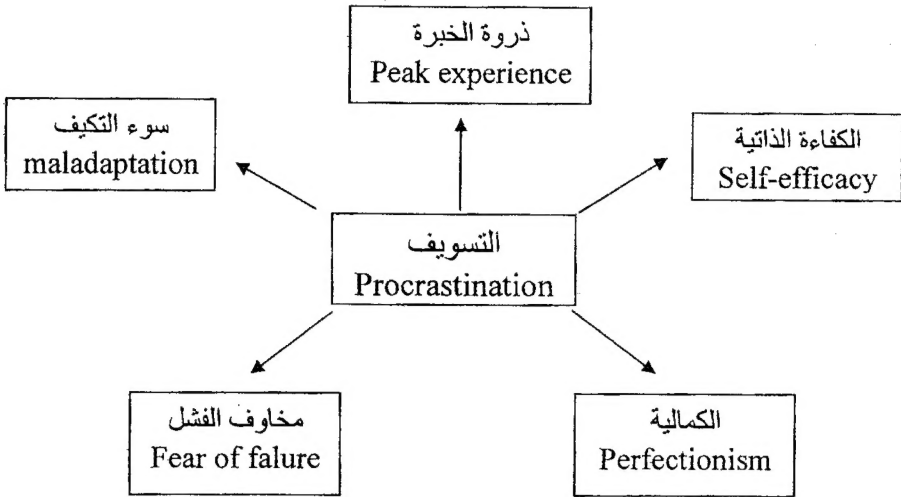 ذروة الخبرة
Peak experience
سوء التكيف
maladaptation
الكفاءة الذاتية
Self-efficacy
التسويف
Procrastination
مخاوف الفشل
Fear of falure
الكمالية
Perfectionism